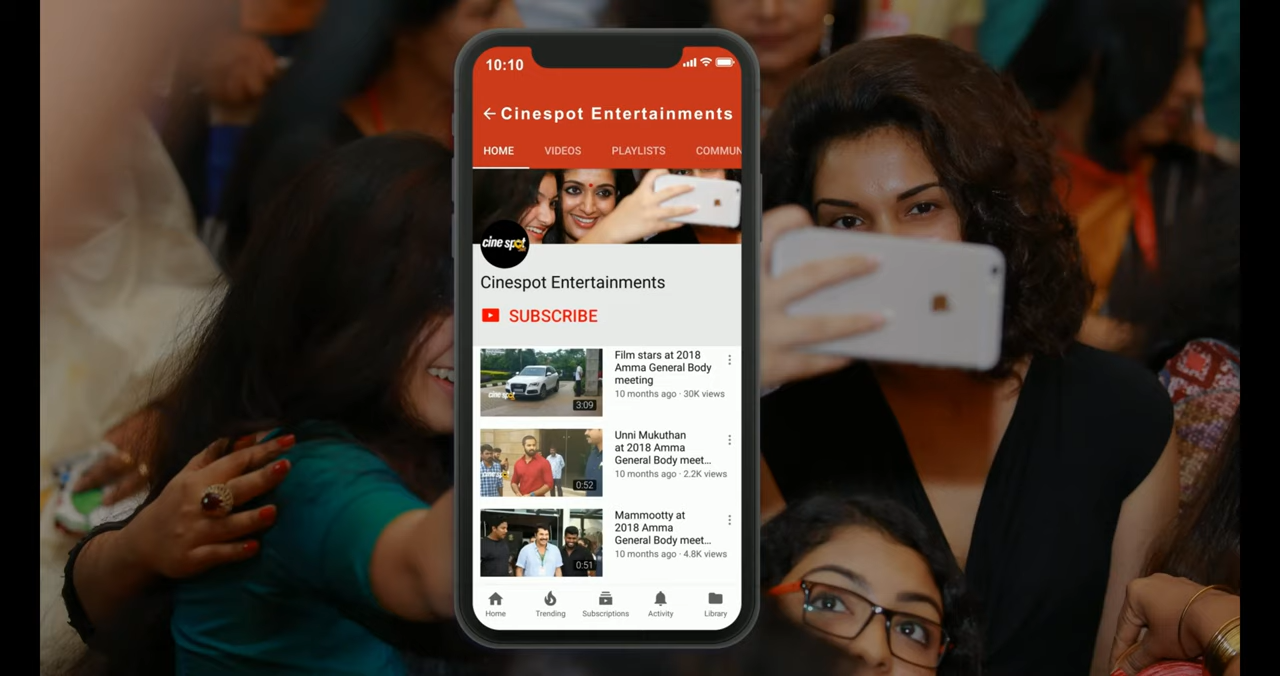 10:10
← Cinespot Entertainments
HOME VIDEOS PLAYLISTS COMMUN
cine spot
Cinespot Entertainments
SUBSCRIBE
Film stars at 2018
Amma General Body
meeting
10 months ago · 30K views
cine spot
3:09
Unni Mukuthan
at 2018 Amma
General Body meet...
10 months ago · 2.2K views
0:52
Mammootty at
2018 Amma
General Body meet...
10 months ago · 4.8K views
0:51
Home Trending Subscriptions Activity Library